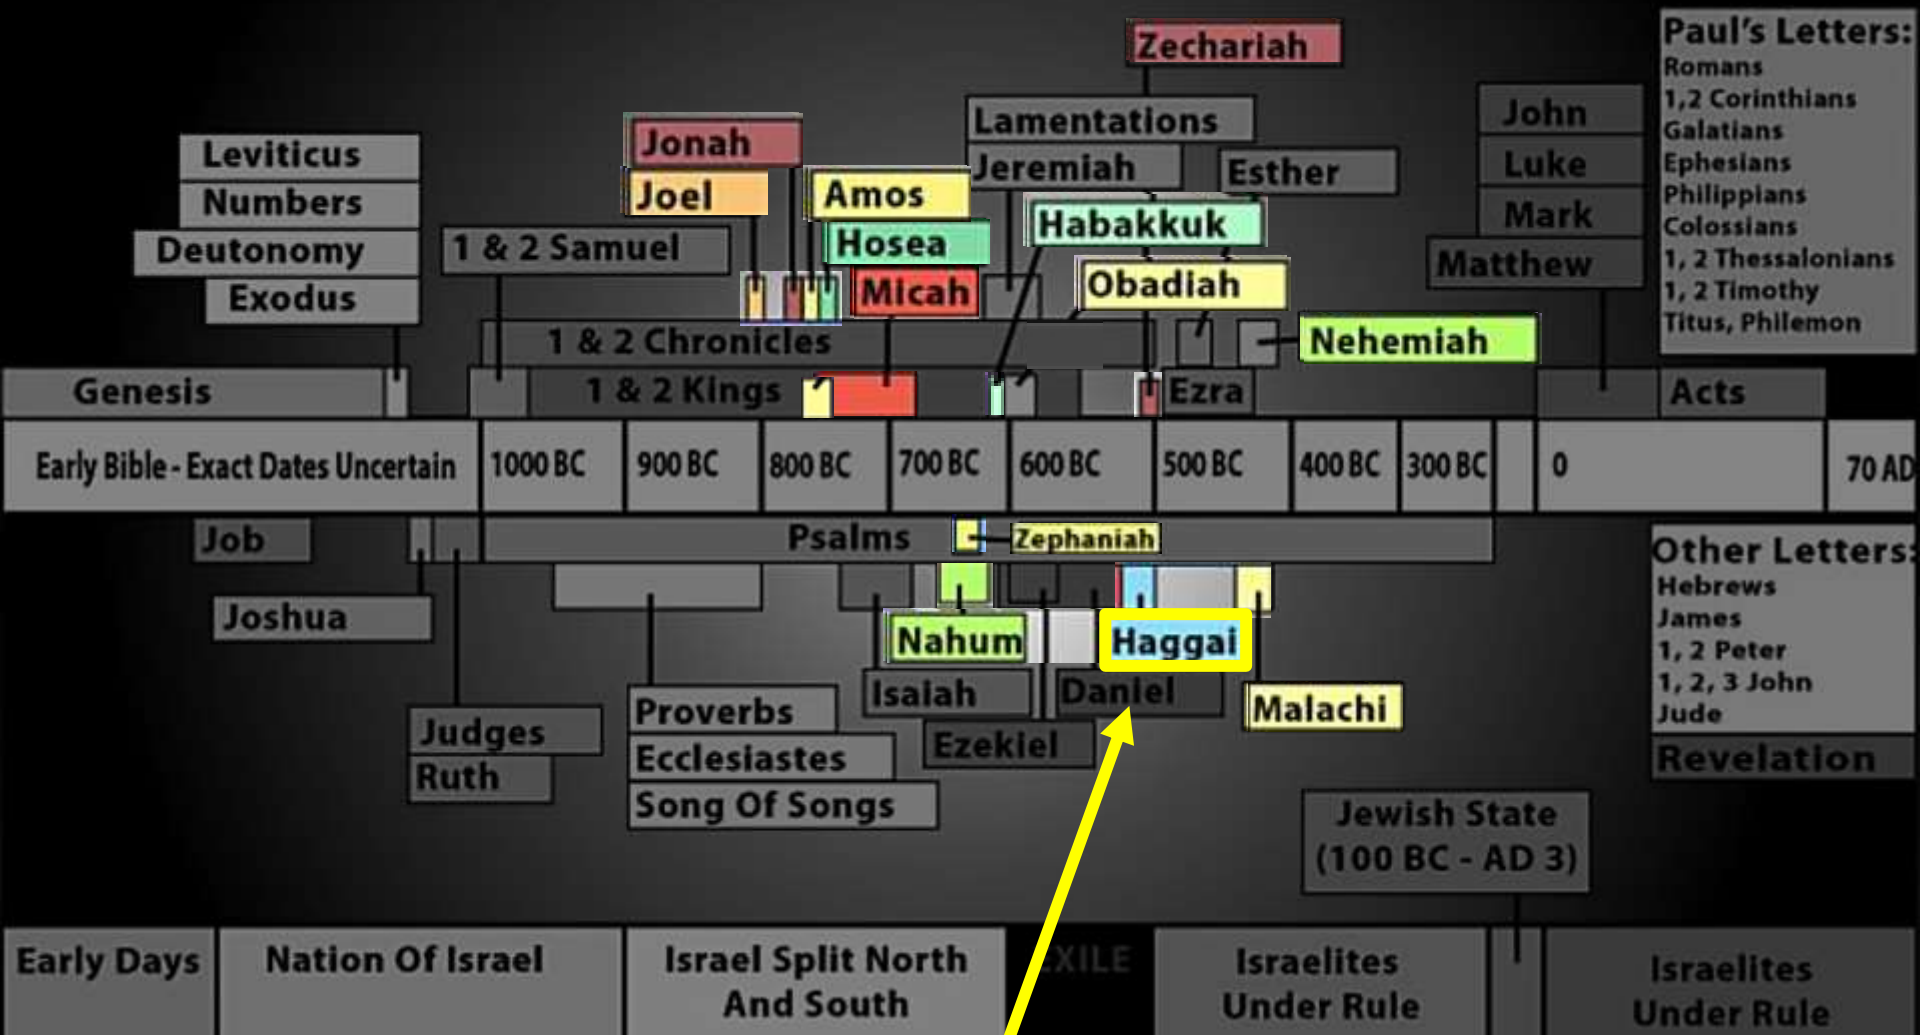 Zechariah
Paul's Letters:
Romans
1,2 Corinthians
Galatians
Ephesians
Philippians
Colossians
1, 2 Thessalonians
1, 2 Timothy
Titus, Philemon
John
Luke
Mark
Matthew
Lamentations
Jeremiah
Esther
Jonah
Joel
Amos
Hosea
Micah
Habakkuk
Obadiah
Nehemiah
Leviticus
Numbers
Deutonomy
Exodus
1 & 2 Samuel
1 & 2 Chronicles
Genesis
1 & 2 Kings
Ezra
Acts
Early Bible - Exact Dates Uncertain
1000 BC
900 BC
800 BC
700 BC
600 BC
500 BC
400 BC
300 BC
0
70 AD
Job
Psalms
Zephaniah
Joshua
Nahum
Haggai
Isaiah
Daniel
Malachi
Ezekiel
Judges
Ruth
Proverbs
Ecclesiastes
Song Of Songs
Other Letters:
Hebrews
James
1, 2 Peter
1, 2, 3 John
Jude
Revelation
Jewish State
(100 BC - AD 3)
Early Days
Nation Of Israel
Israel Split North
And South
EXILE
Israelites
Under Rule
Israelites
Under Rule